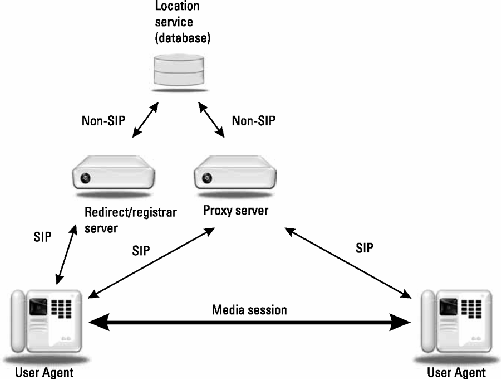 Location
service
(database)
Non-SIP
Non-SIP
Redirect/registrar
server
Proxy server
SIP
SIP
SIP
Media session
User Agent
User Agent